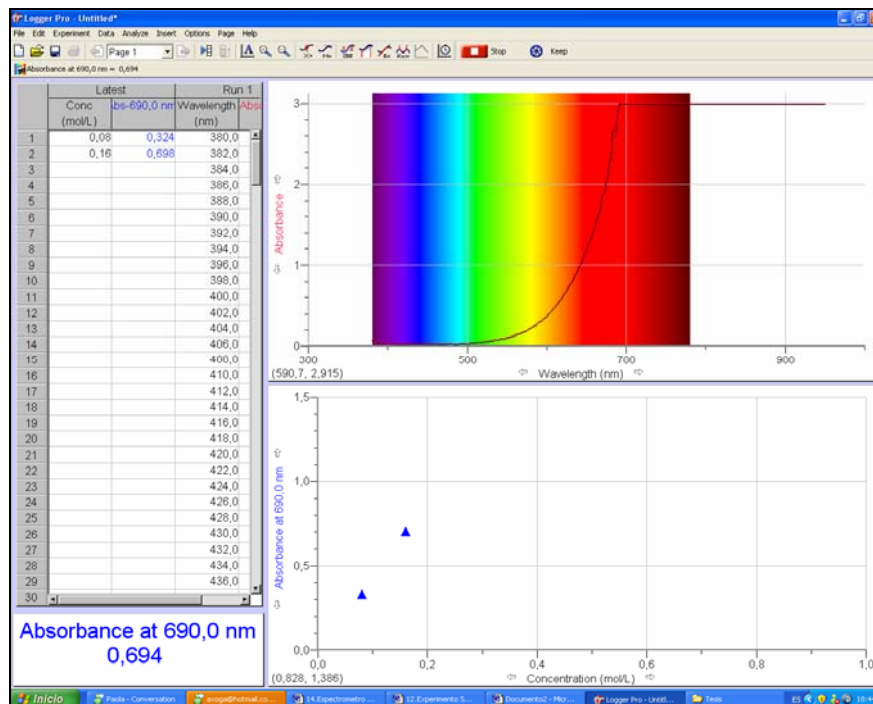 Logger Pro - Untitled*
File Edit Experiment Data Analyze Insert Options Page Help
Page 1 Stop Keep
Absorbance at 690,0 nm = 0,694
Latest Run 1
Conc bs-690,0 nm Wavelength Abs
(mol/L) (nm)
1 0,08 0,324 380,0
2 0,16 0,698 382,0
3 384,0
4 386,0
5 388,0
6 390,0
7 392,0
8 394,0
9 396,0
10 398,0
11 400,0
12 402,0
13 404,0
14 406,0
15 408,0
16 410,0
17 412,0
18 414,0
19 416,0
20 418,0
21 420,0
22 422,0
23 424,0
24 426,0
25 428,0
26 430,0
27 432,0
28 434,0
29 436,0
30
Absorbance at 690,0 nm
0,694
Absorbance
3
2
1
0
300 500 700 900
(590,7, 2,915) Wavelength (nm)
Absorbance at 690,0 nm
1,5
1,0
0,5
0,0
0,0 0,2 0,4 0,6 0,8 1,0
(0,828, 1,386) Concentration (mol/L)
Inicio Paola - Conversation 14.Espectrometro ... 12.Experimento S... Documento2 - Micr... Logger Pro - Untitl... Tesis ES